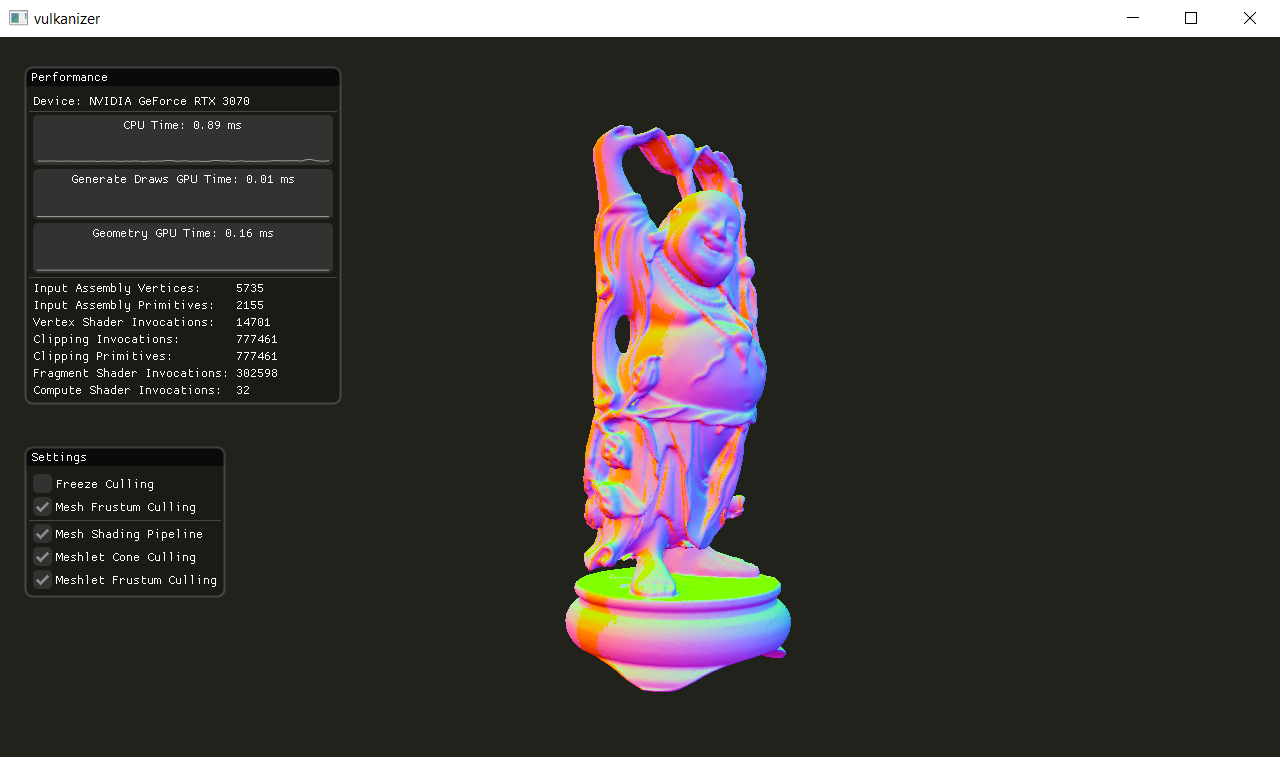 vulkanizer
Performance
Device: NVIDIA GeForce RTX 3070
CPU Time: 0.89 ms
Generate Draws GPU Time: 0.01 ms
Geometry GPU Time: 0.16 ms
Input Assembly Vertices: 5735
Input Assembly Primitives: 2155
Vertex Shader Invocations: 14701
Clipping Invocations: 777461
Clipping Primitives: 777461
Fragment Shader Invocations: 302598
Compute Shader Invocations: 32
Settings
Freeze Culling
Mesh Frustum Culling
Mesh Shading Pipeline
Meshlet Cone Culling
Meshlet Frustum Culling